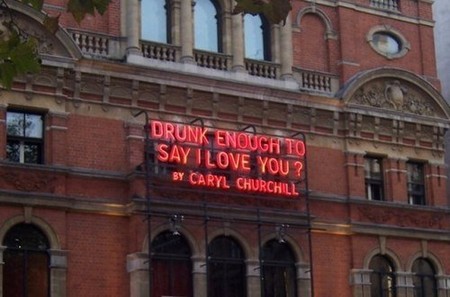 DRUNK ENOUGH TO
SAY I LOVE YOU?
BY CARYL CHURCHILL